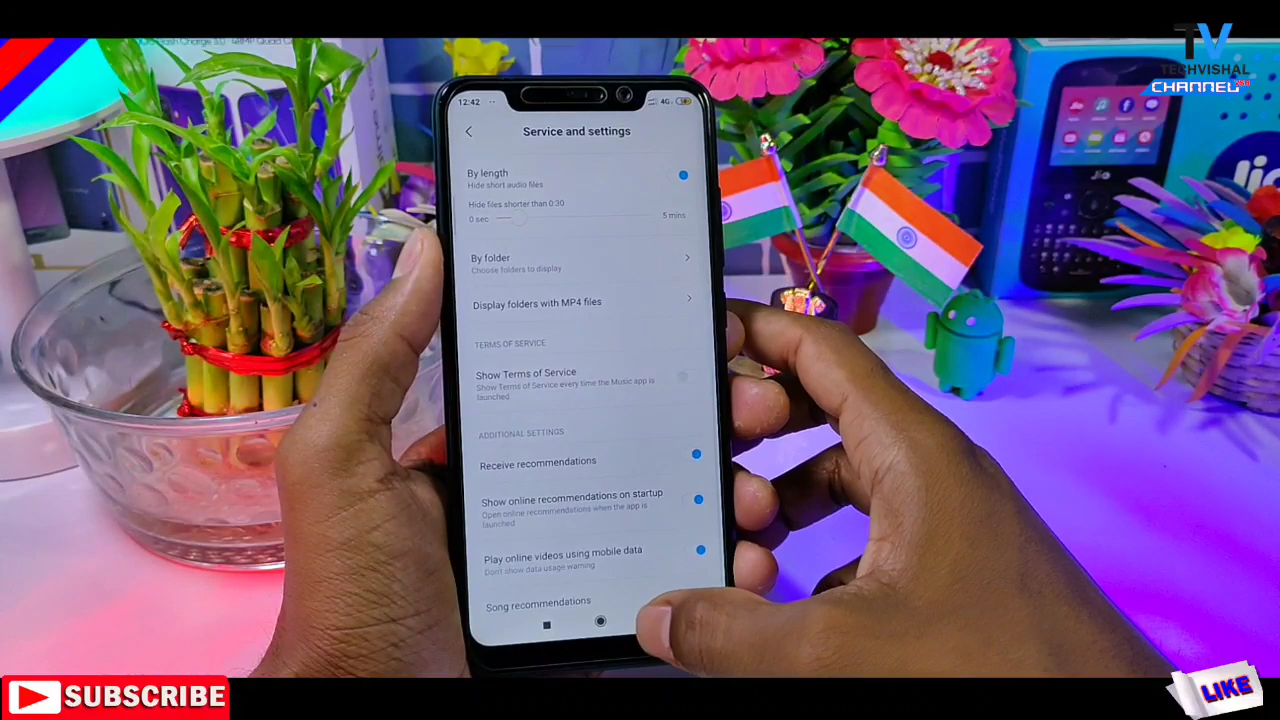 TV
TECHVISHAL
CHANNEL
12:42
4G
Service and settings
By length
Hide short audio files
Hide files shorter than 0:30
0 sec
5 mins
By folder
Choose folders to display
Display folders with MP4 files
TERMS OF SERVICE
Show Terms of Service
Show Terms of Service every time the Music app is
launched
ADDITIONAL SETTINGS
Receive recommendations
Show online recommendations on startup
Open online recommendations when the app is
launched
Play online videos using mobile data
Don't show data usage warning
Song recommendations
Jio
Jio
SUBSCRIBE
LIKE